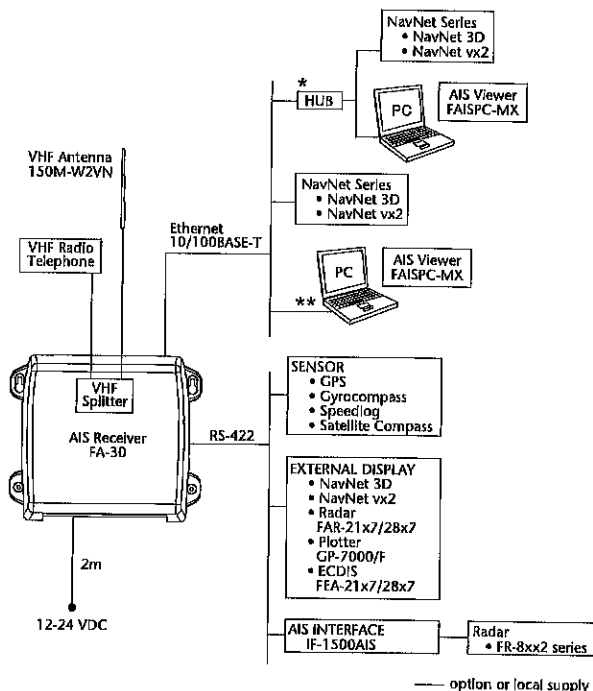 NavNet Series
• NavNet 3D
• NavNet vx2
*
HUB
PC
AIS Viewer
FAISPC-MX
VHF Antenna
150M-W2VN
NavNet Series
• NavNet 3D
• NavNet vx2
Ethernet
10/100BASE-T
VHF Radio
Telephone
PC
AIS Viewer
FAISPC-MX
**
VHF
Splitter
AIS Receiver
FA-30
RS-422
SENSOR
• GPS
• Gyrocompass
• Speedlog
• Satellite Compass
EXTERNAL DISPLAY
• NavNet 3D
• NavNet vx2
• Radar
FAR-21x7/28x7
• Plotter
GP-7000/F
• ECDIS
FEA-21x7/28x7
2m
12-24 VDC
AIS INTERFACE
IF-1500AIS
Radar
• FR-8xx2 series
— option or local supply